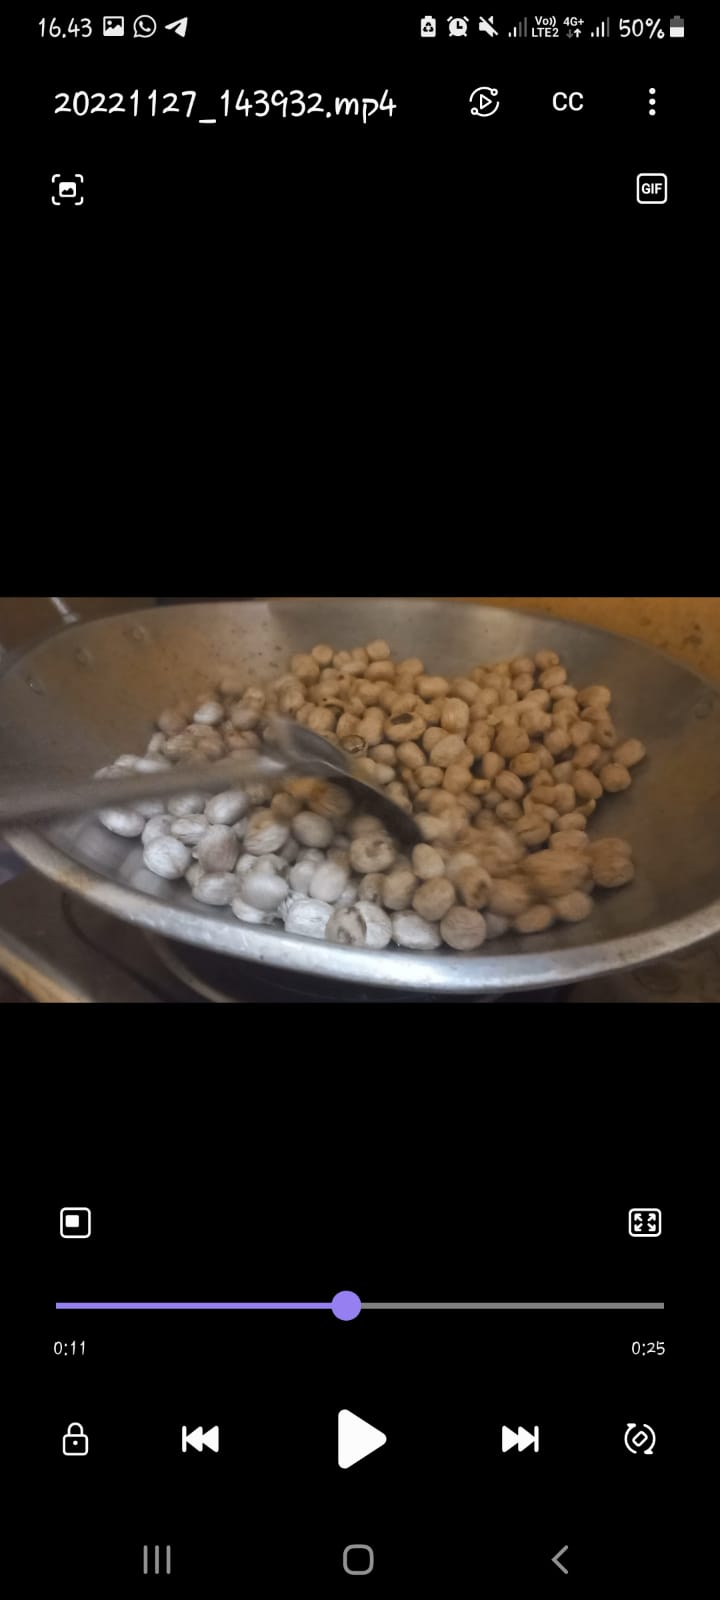 16.43 Vo)) LTE2 4G+ 50%
20221127_143932.mp4 CC
GIF
0:11 0:25